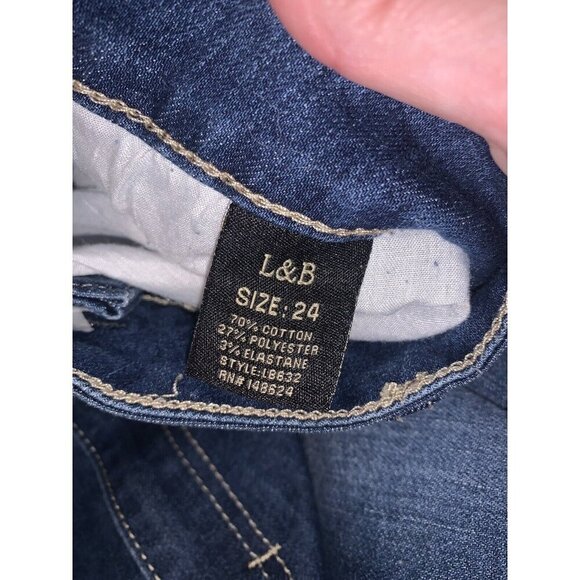 L&B
SIZE: 24
70% COTTON
27% POLYESTER
3% ELASTANE
STYLE:LB632
RN# 148624